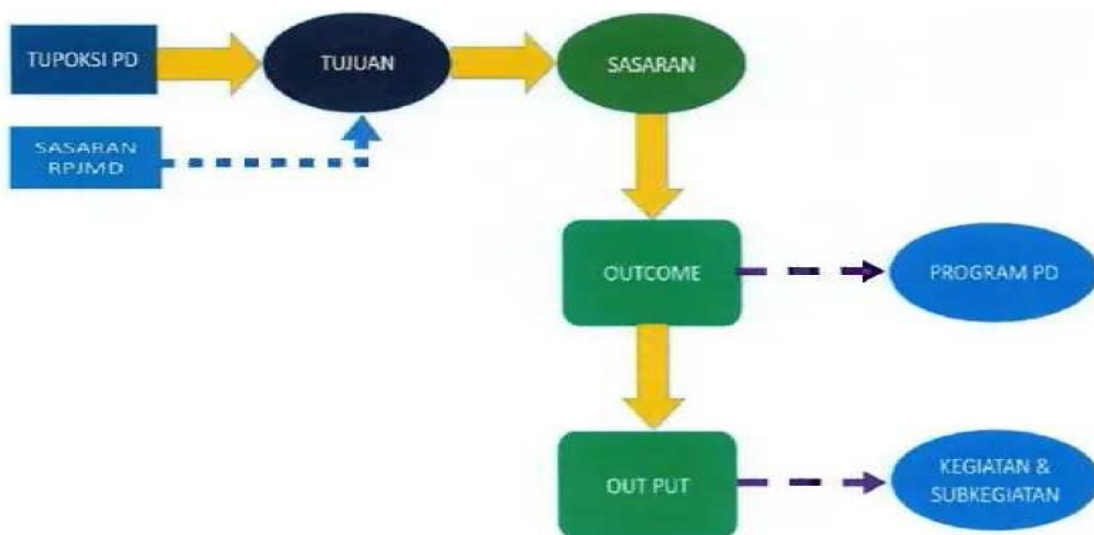 TUPOKSI PD
TUJUAN
SASARAN
SASARAN
RPJMD
OUTCOME
PROGRAM PD
OUT PUT
KEGIATAN &
SUBKEGIATAN